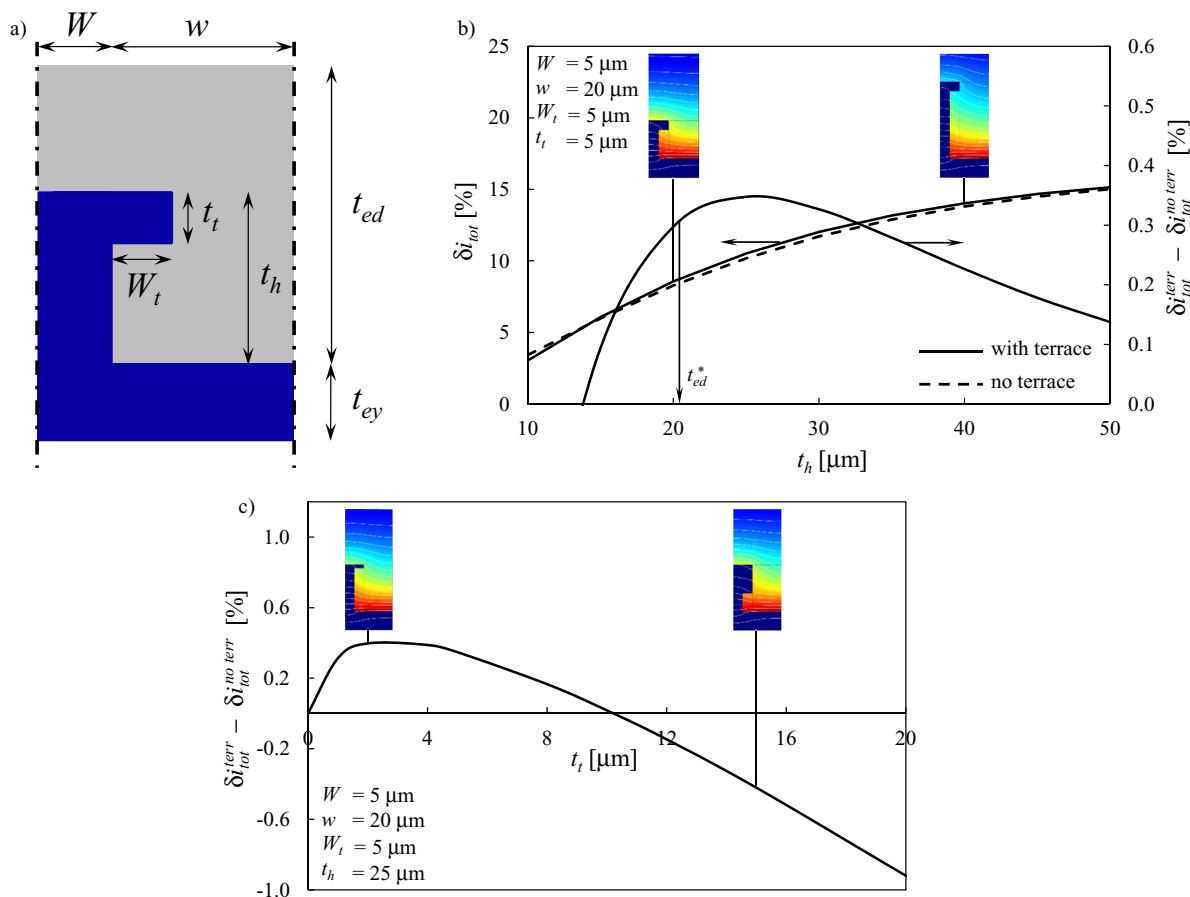 a)
W w
t_t
W_t
t_h
t_ed
t_ey
b)
25
20
15
10
5
0
δi_tot [%]
W = 5 μm
w = 20 μm
W_t = 5 μm
t_t = 5 μm
0.6
0.5
0.4
0.3
0.2
0.1
0.0
δi_tot^terr − δi_tot^no terr [%]
t_ed^*
with terrace
no terrace
10 20 30 40 50
t_h [μm]
c)
1.0
0.6
0.2
-0.2
-0.6
-1.0
δi_tot^terr − δi_tot^no terr [%]
0 4 8 12 16 20
t_t [μm]
W = 5 μm
w = 20 μm
W_t = 5 μm
t_h = 25 μm